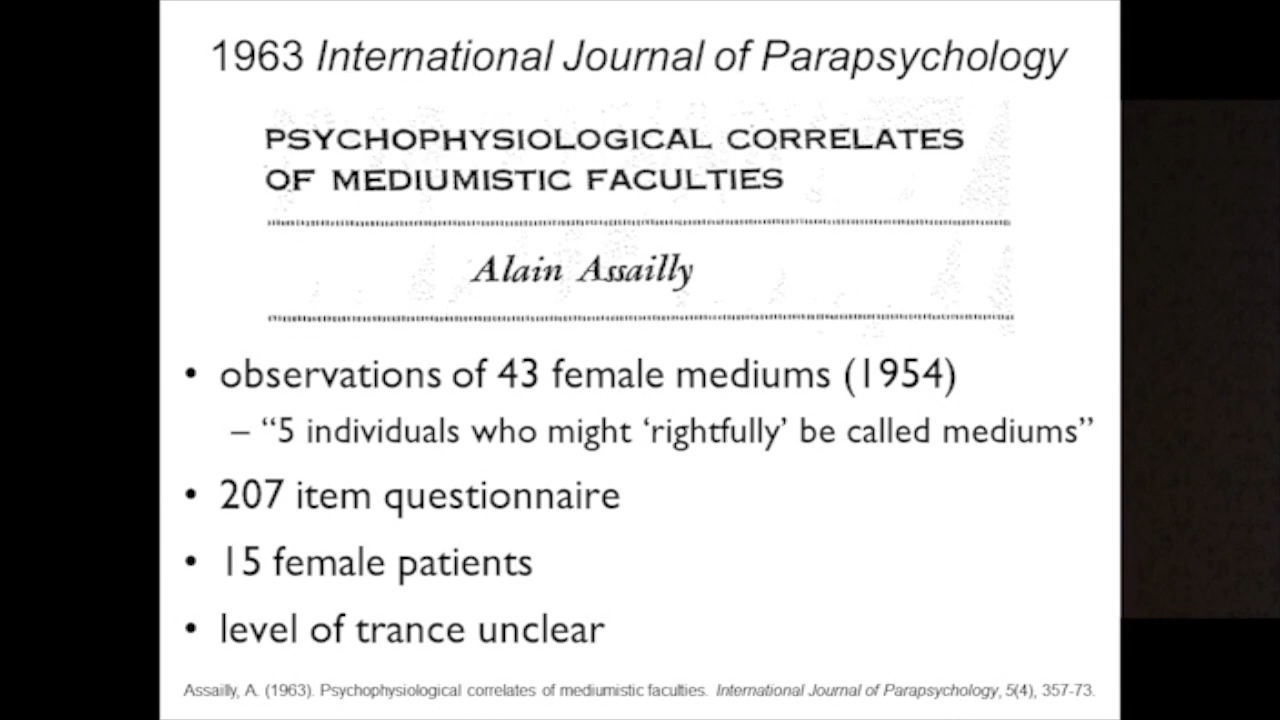 1963 International Journal of Parapsychology
PSYCHOPHYSIOLOGICAL CORRELATES
OF MEDIUMISTIC FACULTIES
Alain Assailly
• observations of 43 female mediums (1954)
– “5 individuals who might ‘rightfully’ be called mediums”
• 207 item questionnaire
• 15 female patients
• level of trance unclear
Assailly, A. (1963). Psychophysiological correlates of mediumistic faculties. International Journal of Parapsychology, 5(4), 357-73.